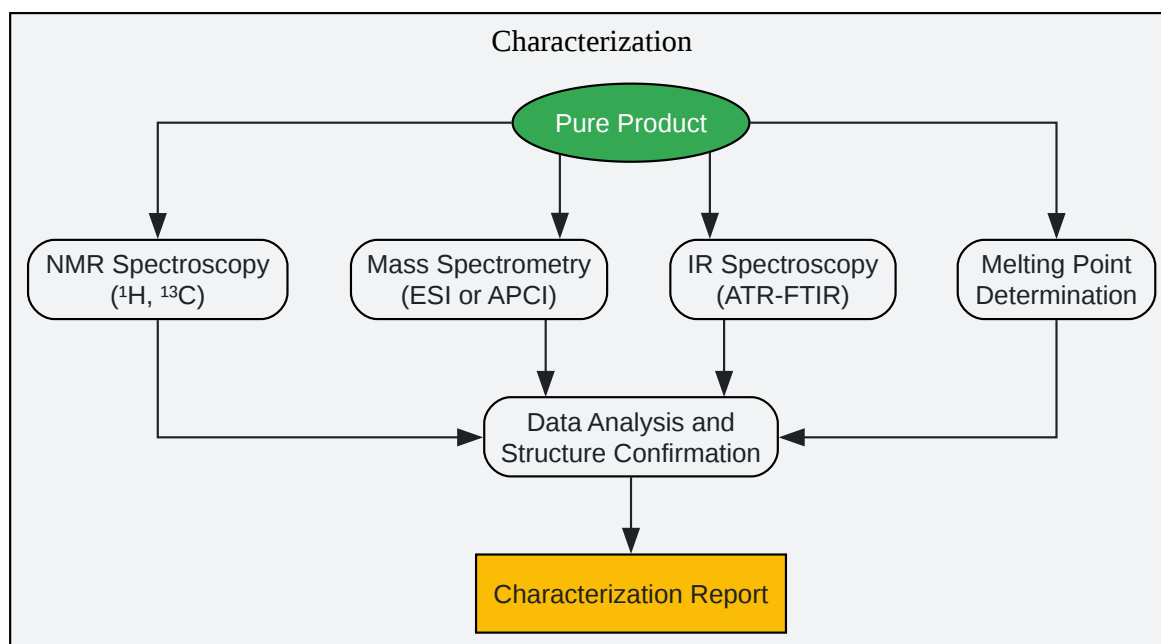 Characterization
Pure Product
NMR Spectroscopy
(¹H, ¹³C)
Mass Spectrometry
(ESI or APCI)
IR Spectroscopy
(ATR-FTIR)
Melting Point
Determination
Data Analysis and
Structure Confirmation
Characterization Report